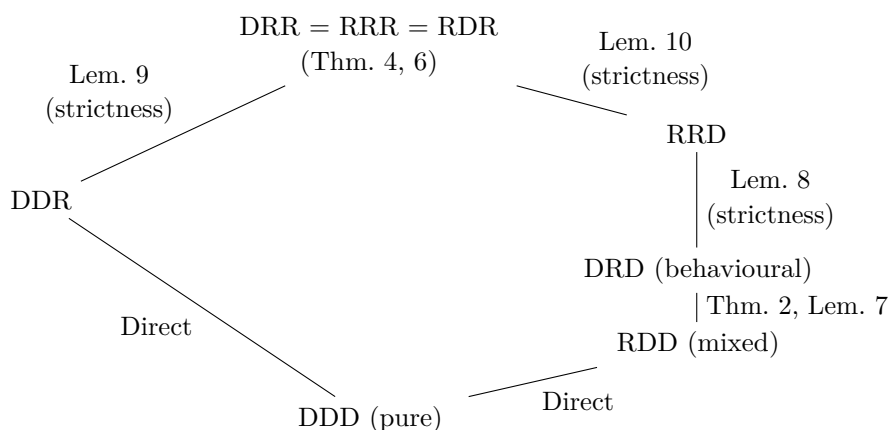 DRR = RRR = RDR
(Thm. 4, 6)
Lem. 9
(strictness)
Lem. 10
(strictness)
RRD
DDR
Lem. 8
(strictness)
DRD (behavioural)
Thm. 2, Lem. 7
RDD (mixed)
Direct
Direct
DDD (pure)